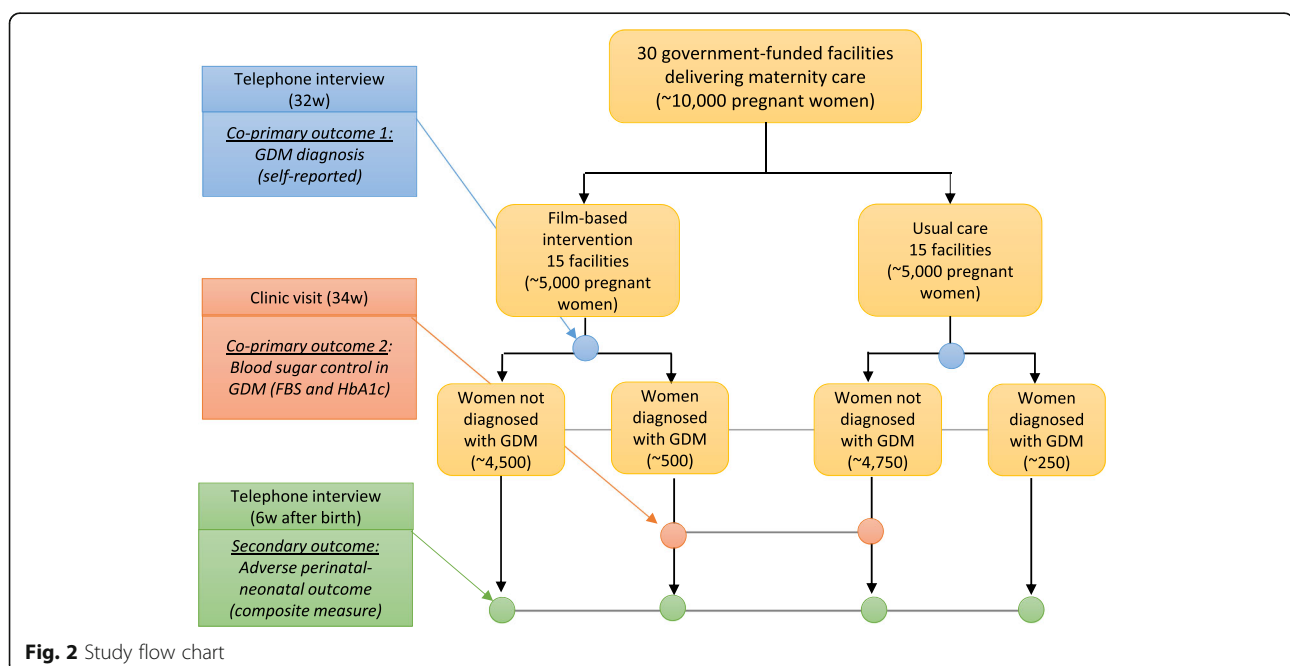 30 government-funded facilities
delivering maternity care
(~10,000 pregnant women)
Telephone interview
(32w)
Co-primary outcome 1:
GDM diagnosis
(self-reported)
Film-based
intervention
15 facilities
(~5,000 pregnant
women)
Usual care
15 facilities
(~5,000 pregnant
women)
Clinic visit (34w)
Co-primary outcome 2:
Blood sugar control in
GDM (FBS and HbA1c)
Women not
diagnosed
with GDM
(~4,500)
Women
diagnosed
with GDM
(~500)
Women not
diagnosed
with GDM
(~4,750)
Women
diagnosed
with GDM
(~250)
Telephone interview
(6w after birth)
Secondary outcome:
Adverse perinatal-
neonatal outcome
(composite measure)
Fig. 2 Study flow chart